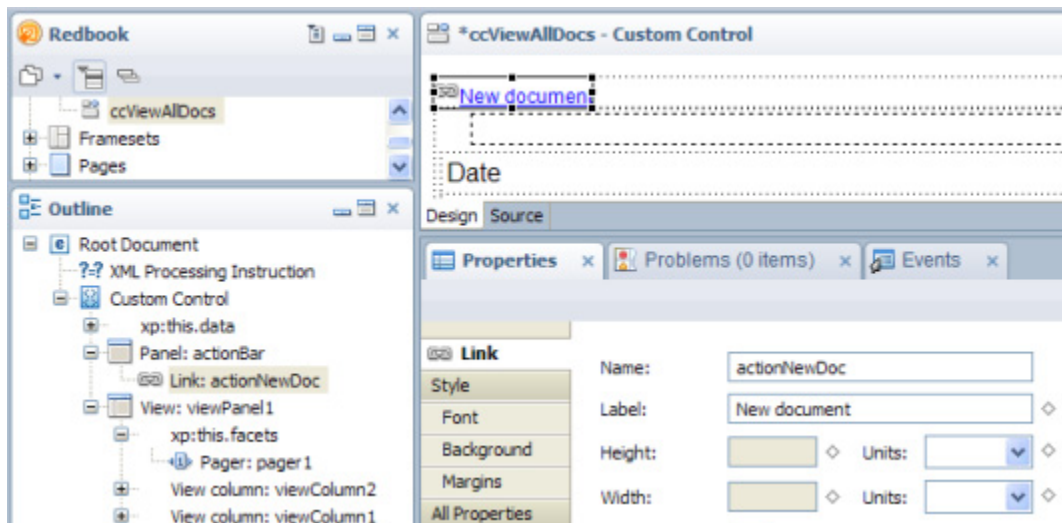 Redbook
ccViewAllDocs
Framesets
Pages
Outline
Root Document
?-? XML Processing Instruction
Custom Control
xp:this.data
Panel: actionBar
Link: actionNewDoc
View: viewPanel1
xp:this.facets
Pager: pager1
View column: viewColumn2
View column: viewColumn1
*ccViewAllDocs - Custom Control
New document
Date
Design Source
Properties Problems (0 items) Events
Link
Style
Font
Background
Margins
All Properties
Name: actionNewDoc
Label: New document
Height: Units:
Width: Units: